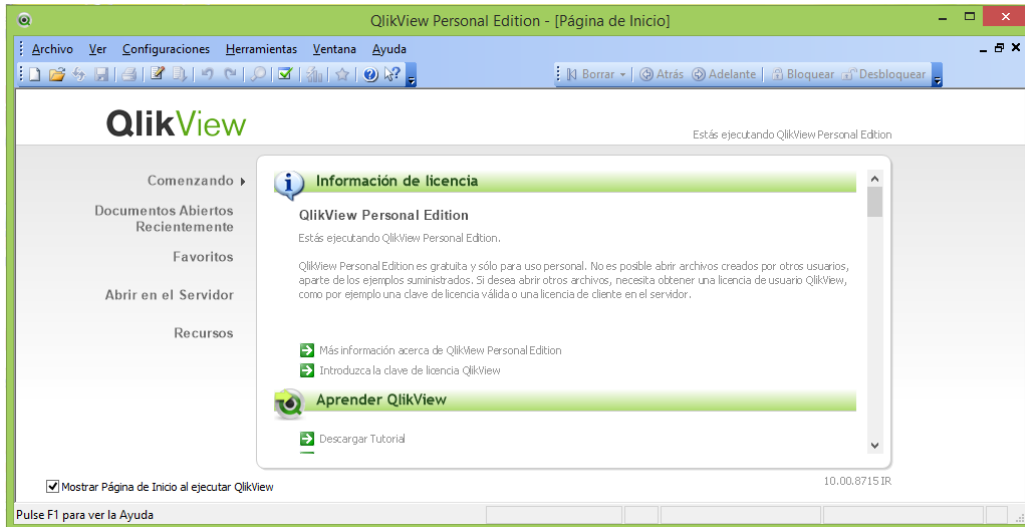 QlikView Personal Edition - [Página de Inicio]
Archivo Ver Configuraciones Herramientas Ventana Ayuda
Borrar Atrás Adelante Bloquear Desbloquear
QlikView
Estás ejecutando QlikView Personal Edition
Comenzando
Documentos Abiertos
Recientemente
Favoritos
Abrir en el Servidor
Recursos
Información de licencia
QlikView Personal Edition
Estás ejecutando QlikView Personal Edition.
QlikView Personal Edition es gratuita y sólo para uso personal. No es posible abrir archivos creados por otros usuarios,
aparte de los ejemplos suministrados. Si desea abrir otros archivos, necesita obtener una licencia de usuario QlikView,
como por ejemplo una clave de licencia válida o una licencia de cliente en el servidor.
Más información acerca de QlikView Personal Edition
Introduzca la clave de licencia QlikView
Aprender QlikView
Descargar Tutorial
Mostrar Página de Inicio al ejecutar QlikView
10.00.8715 IR
Pulse F1 para ver la Ayuda